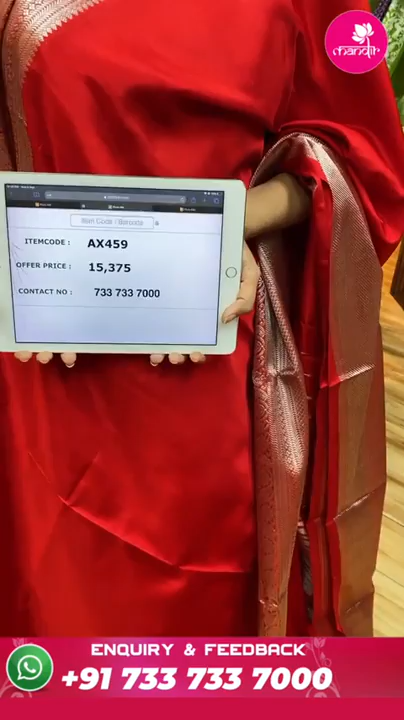 mandir
Item Code / Barcode
ITEMCODE : AX459
OFFER PRICE : 15,375
CONTACT NO : 733 733 7000
ENQUIRY & FEEDBACK
+91 733 733 7000